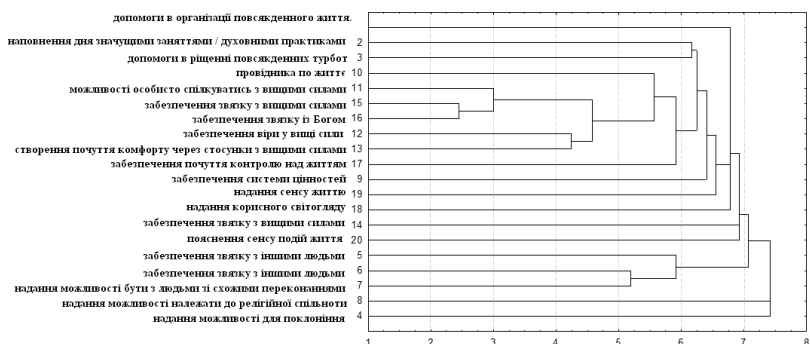 допомоги в організації повсякденного життя.
наповнення дня значущими заняттями / духовними практиками 2
допомоги в рішенні повсякденних турбот 3
провідника по життє 10
можливості особисто спілкуватись з вищими силами 11
забезпечення звязку з вищими силами 15
забезпечення звязку із Богом 16
забезпечення віри у вищі сили 12
створення почуття комфорту через стосунки з вищими силами 13
забезпечення почуття контролю над життям 17
забезпечення системи цінностей 9
надання сенсу життю 19
надання корисного світогляду 18
забезпечення звязку з вищими силами 14
пояснення сенсу подій життя 20
забезпечення звязку з іншими людьми 5
забезпечення звязку з іншими людьми 6
надання можливості бути з людьми зі схожими переконаннями 7
надання можливості належати до релігійної спільноти 8
надання можливості для поклоніння 4
1 2 3 4 5 6 7 8